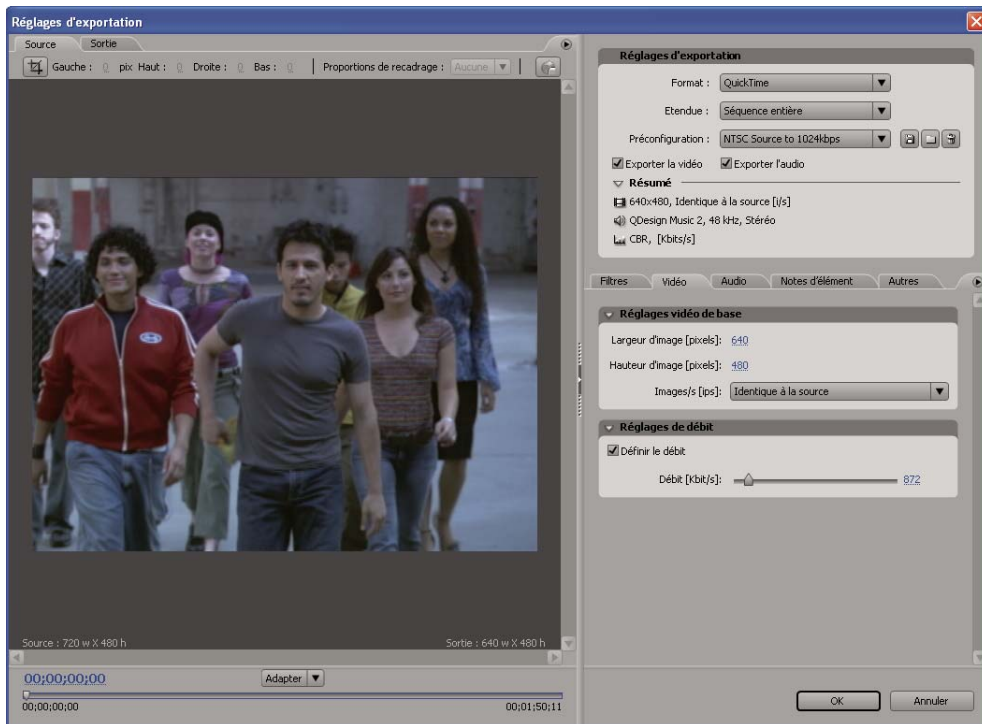 Réglages d'exportation
Source Sortie
Gauche : 0 pix Haut : 0 Droite : 0 Bas : 0 Proportions de recadrage : Aucune
Source : 720 w X 480 h Sortie : 640 w X 480 h
00;00;00;00 Adapter
00;00;00;00 00;01;50;11
Réglages d'exportation
Format : QuickTime
Etendue : Séquence entière
Préconfiguration : NTSC Source to 1024kbps
Exporter la vidéo Exporter l'audio
Résumé
640x480, Identique à la source [i/s]
QDesign Music 2, 48 kHz, Stéréo
CBR, [Kbits/s]
Filtres Vidéo Audio Notes d'élément Autres
Réglages vidéo de base
Largeur d'image [pixels]: 640
Hauteur d'image [pixels]: 480
Images/s [ips]: Identique à la source
Réglages de débit
Définir le débit
Débit [Kbit/s]: 872
OK Annuler